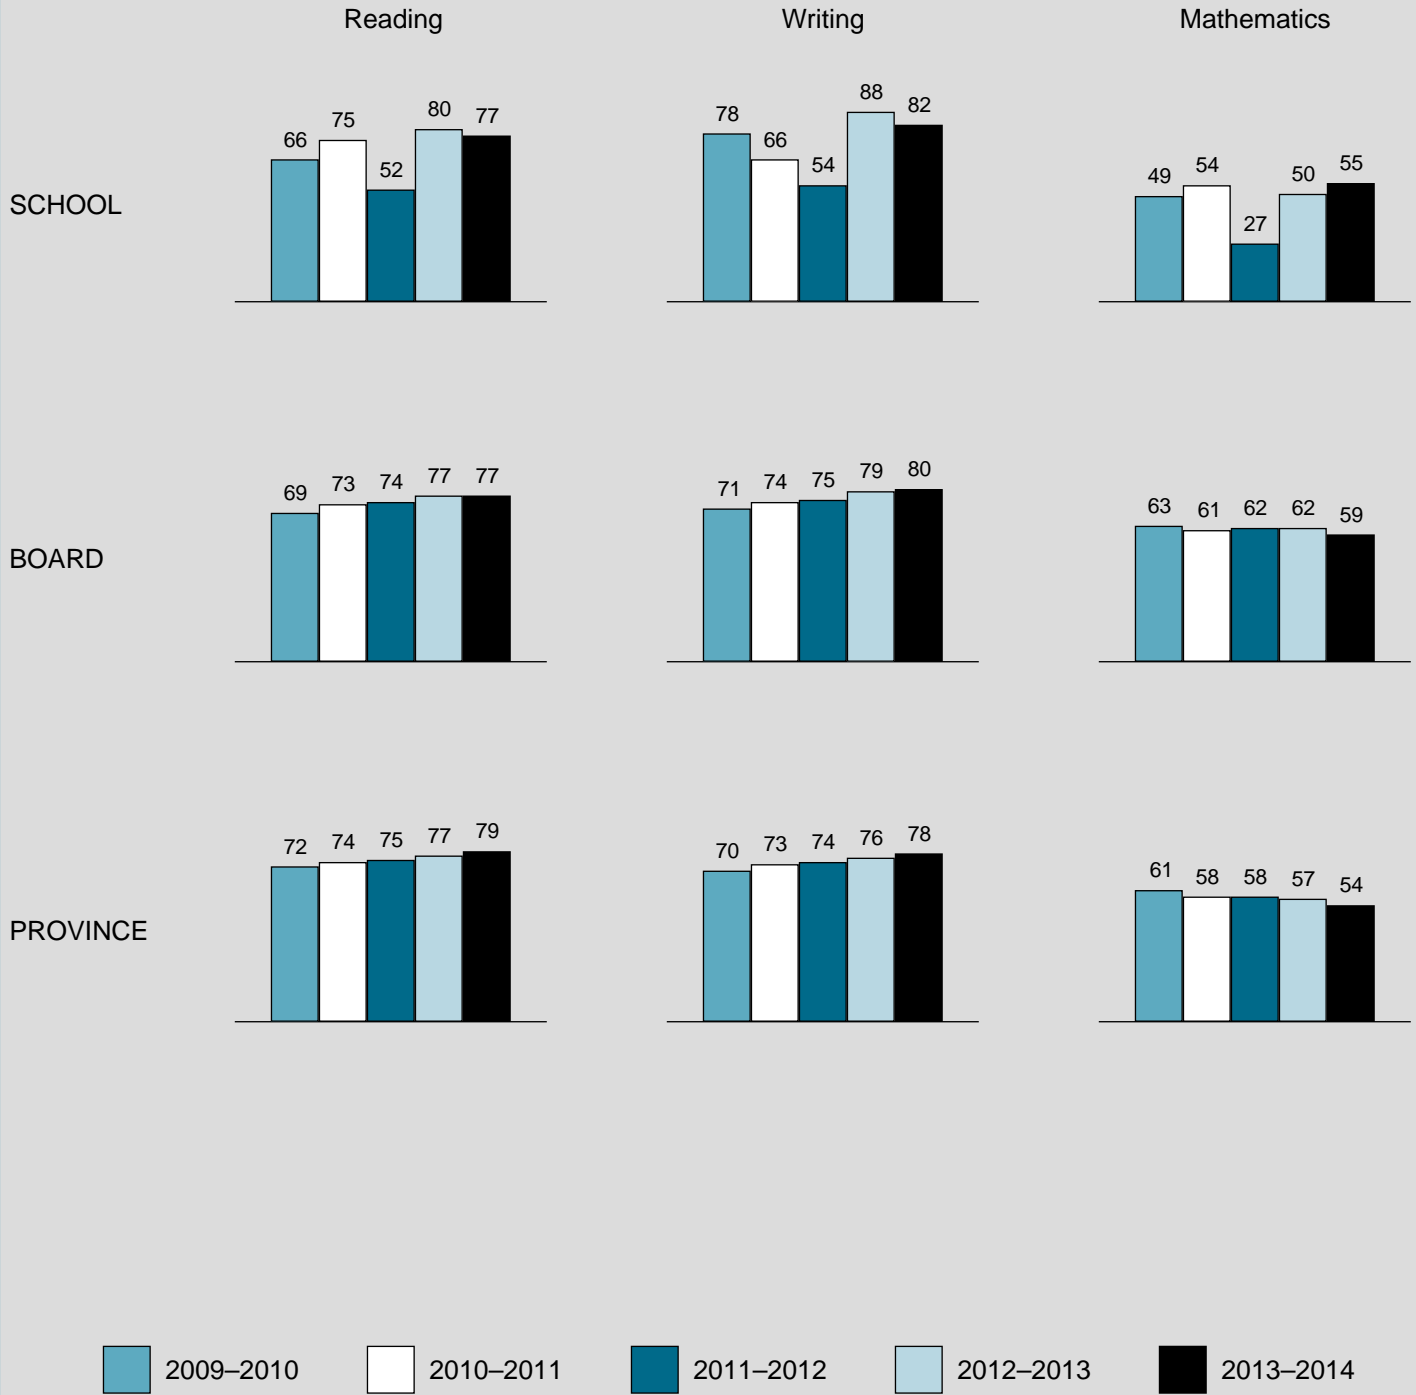 Reading Writing Mathematics
SCHOOL
66 75 52 80 77
78 66 54 88 82
49 54 27 50 55
BOARD
69 73 74 77 77
71 74 75 79 80
63 61 62 62 59
PROVINCE
72 74 75 77 79
70 73 74 76 78
61 58 58 57 54
2009–2010 2010–2011 2011–2012 2012–2013 2013–2014